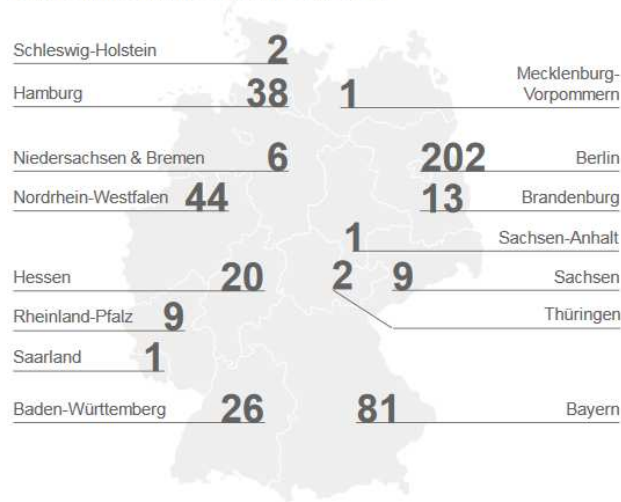 Schleswig-Holstein 2
Hamburg 38
1 Mecklenburg-
Vorpommern
Niedersachsen & Bremen 6
202 Berlin
Nordrhein-Westfalen 44
13 Brandenburg
1 Sachsen-Anhalt
Hessen 20
2 9 Sachsen
Rheinland-Pfalz 9
Thüringen
Saarland 1
Baden-Württemberg 26
81 Bayern